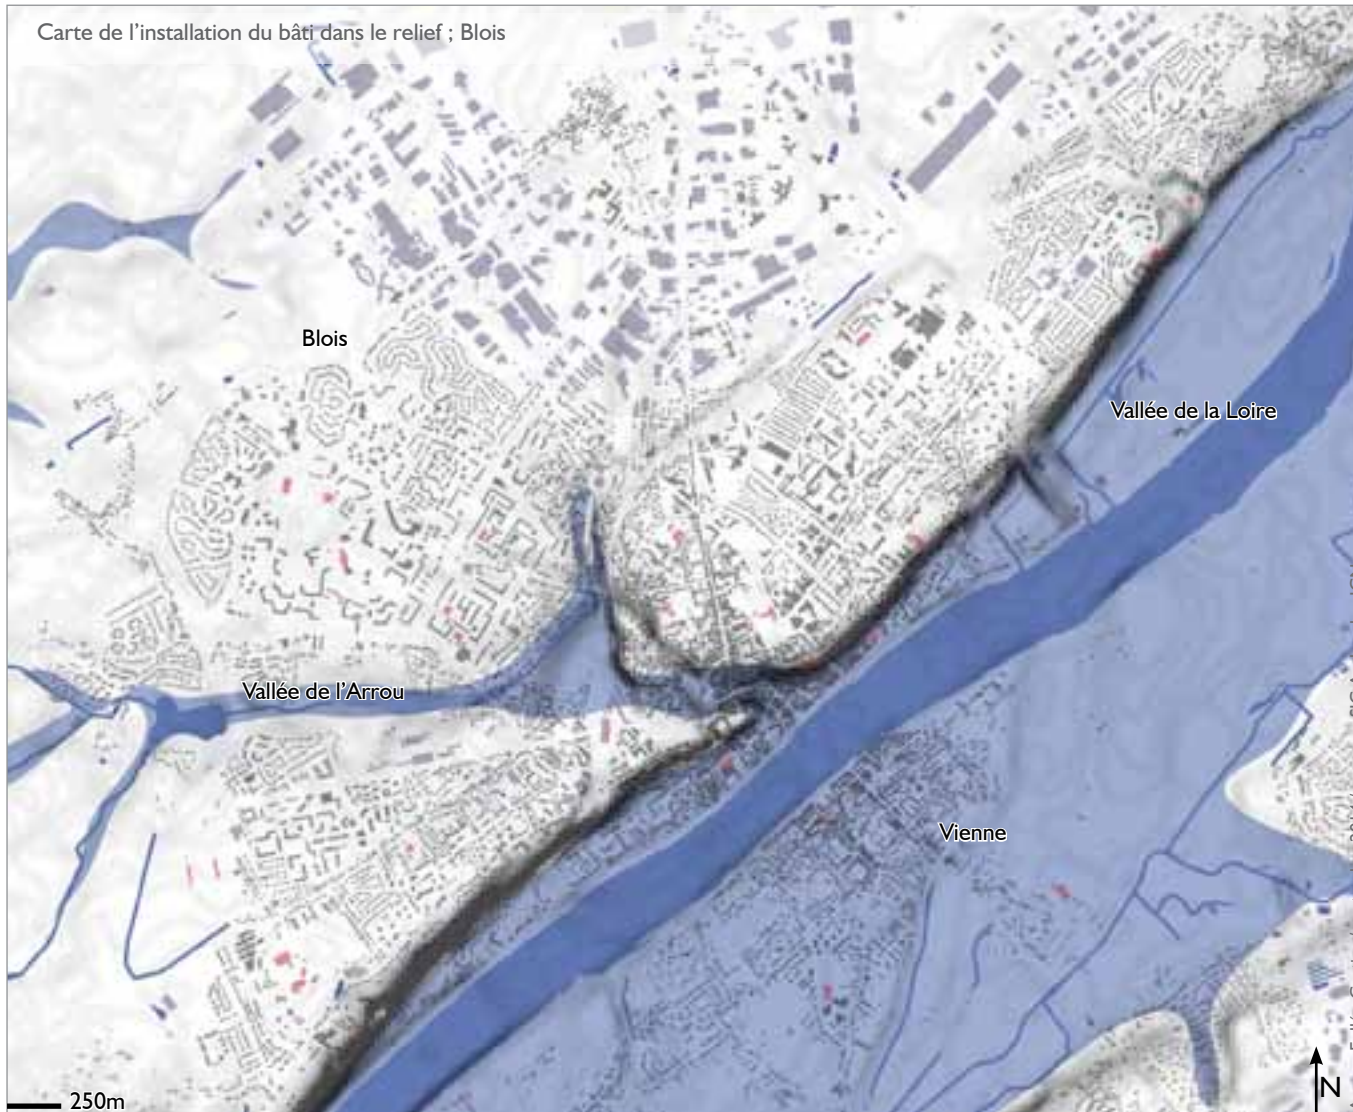 Carte de l'installation du bâti dans le relief ; Blois
Blois
Vallée de la Loire
Vallée de l'Arrou
Vienne
250m
N